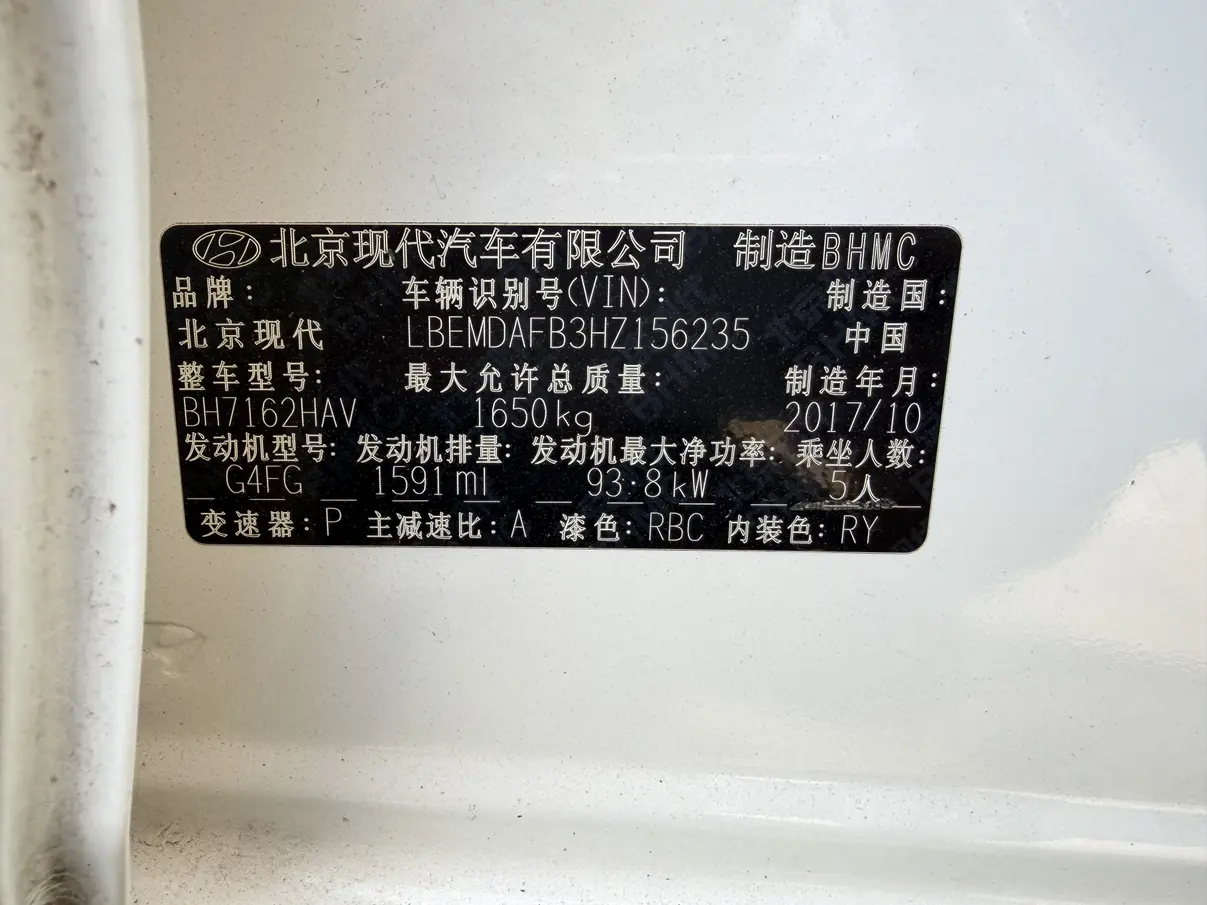 北京现代汽车有限公司 制造BHMC
品牌: 车辆识别号(VIN): 制造国:
北京现代 LBEMDAFB3HZ156235 中国
整车型号: 最大允许总质量: 制造年月:
BH7162HAV 1650kg 2017/10
发动机型号: 发动机排量: 发动机最大净功率: 乘坐人数:
G4FG 1591ml 93.8kW 5人
变速器: P 主减速比: A 漆色: RBC 内装色: RY